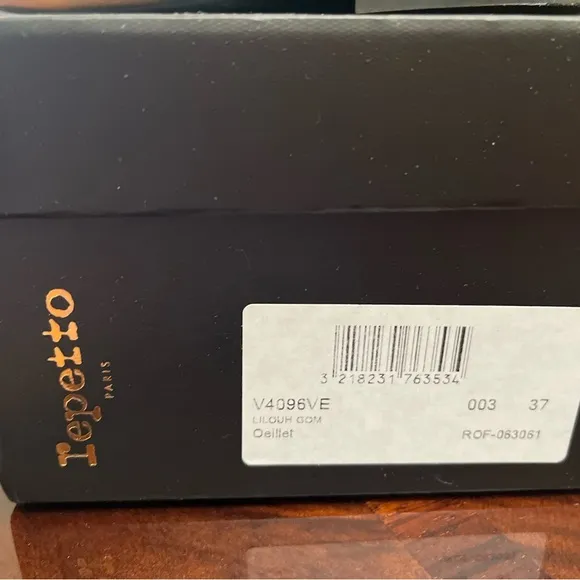 repetto
PARIS
3 218231 763534
V4096VE 003 37
LILOUH GOM
Oeillet ROF-063061